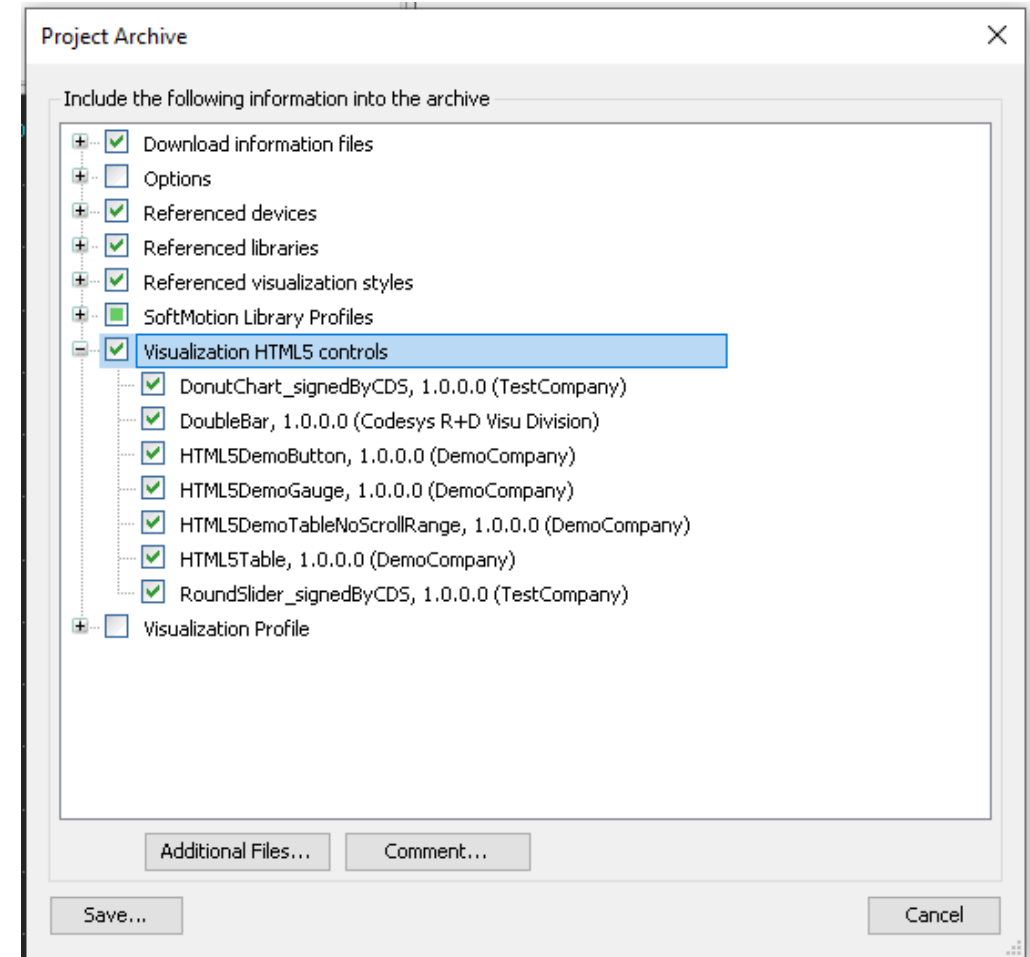 Project Archive
Include the following information into the archive
Download information files
Options
Referenced devices
Referenced libraries
Referenced visualization styles
SoftMotion Library Profiles
Visualization HTML5 controls
DonutChart_signedByCDS, 1.0.0.0 (TestCompany)
DoubleBar, 1.0.0.0 (Codesys R+D Visu Division)
HTML5DemoButton, 1.0.0.0 (DemoCompany)
HTML5DemoGauge, 1.0.0.0 (DemoCompany)
HTML5DemoTableNoScrollRange, 1.0.0.0 (DemoCompany)
HTML5Table, 1.0.0.0 (DemoCompany)
RoundSlider_signedByCDS, 1.0.0.0 (TestCompany)
Visualization Profile
Additional Files...
Comment...
Save...
Cancel